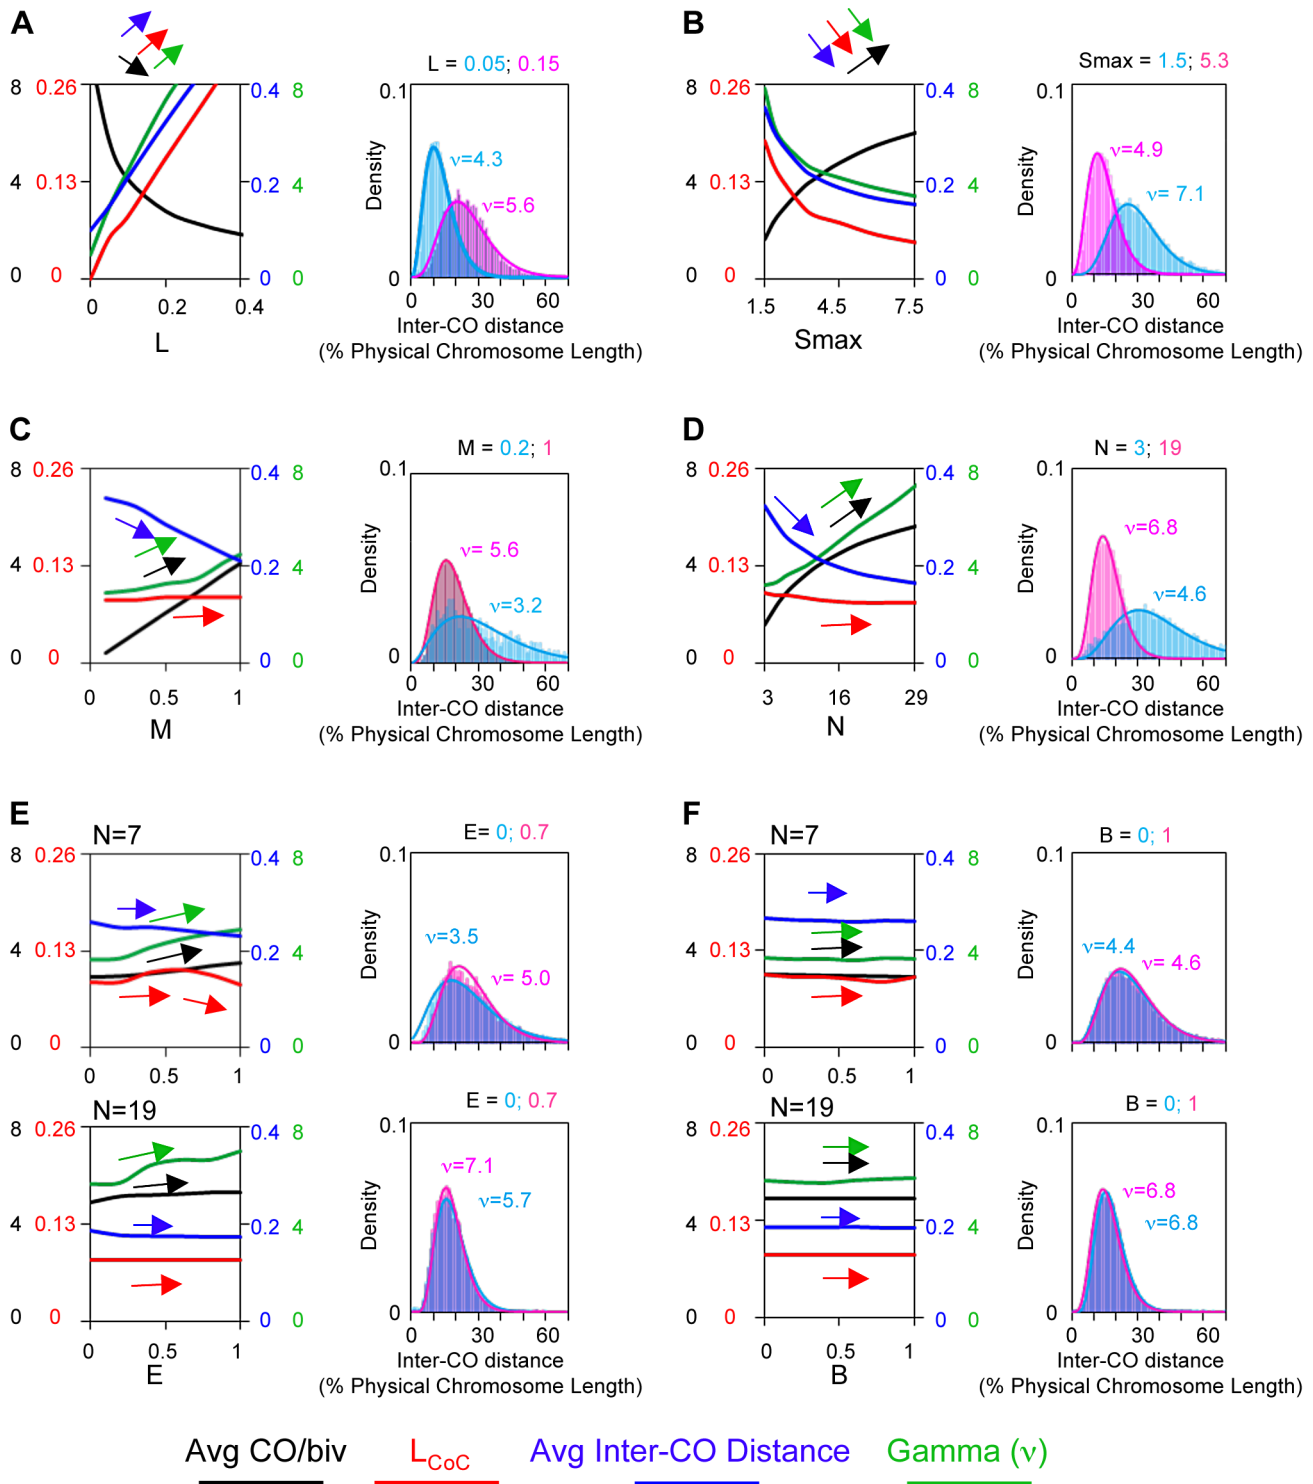 A
L = 0.05; 0.15
8 0.26 0.4 8
4 0.13 0.2 4
0 0 0 0
0 0.2 0.4
L
0.1
Density
0
ν=4.3
ν=5.6
0 30 60
Inter-CO distance
(% Physical Chromosome Length)
B
Smax = 1.5; 5.3
8 0.26 0.4 8
4 0.13 0.2 4
0 0 0 0
1.5 4.5 7.5
Smax
0.1
Density
0
ν=4.9
ν= 7.1
0 30 60
Inter-CO distance
(% Physical Chromosome Length)
C
M = 0.2; 1
8 0.26 0.4 8
4 0.13 0.2 4
0 0 0 0
0 0.5 1
M
0.1
Density
0
ν= 5.6
ν=3.2
0 30 60
Inter-CO distance
(% Physical Chromosome Length)
D
N = 3; 19
8 0.26 0.4 8
4 0.13 0.2 4
0 0 0 0
3 16 29
N
0.1
Density
0
ν=6.8
ν=4.6
0 30 60
Inter-CO distance
(% Physical Chromosome Length)
E
N=7
E= 0; 0.7
8 0.26 0.4 8
4 0.13 0.2 4
0 0 0 0
0 0.5 1
0.1
Density
0
ν=3.5
ν= 5.0
N=19
E = 0; 0.7
8 0.26 0.4 8
4 0.13 0.2 4
0 0 0 0
0 0.5 1
E
0.1
Density
0
ν=7.1
ν=5.7
0 30 60
Inter-CO distance
(% Physical Chromosome Length)
F
N=7
B = 0; 1
8 0.26 0.4 8
4 0.13 0.2 4
0 0 0 0
0 0.5 1
0.1
Density
0
ν=4.4
ν= 4.6
N=19
B = 0; 1
8 0.26 0.4 8
4 0.13 0.2 4
0 0 0 0
0 0.5 1
B
0.1
Density
0
ν=6.8
ν=6.8
0 30 60
Inter-CO distance
(% Physical Chromosome Length)
Avg CO/biv LCoC Avg Inter-CO Distance Gamma (ν)